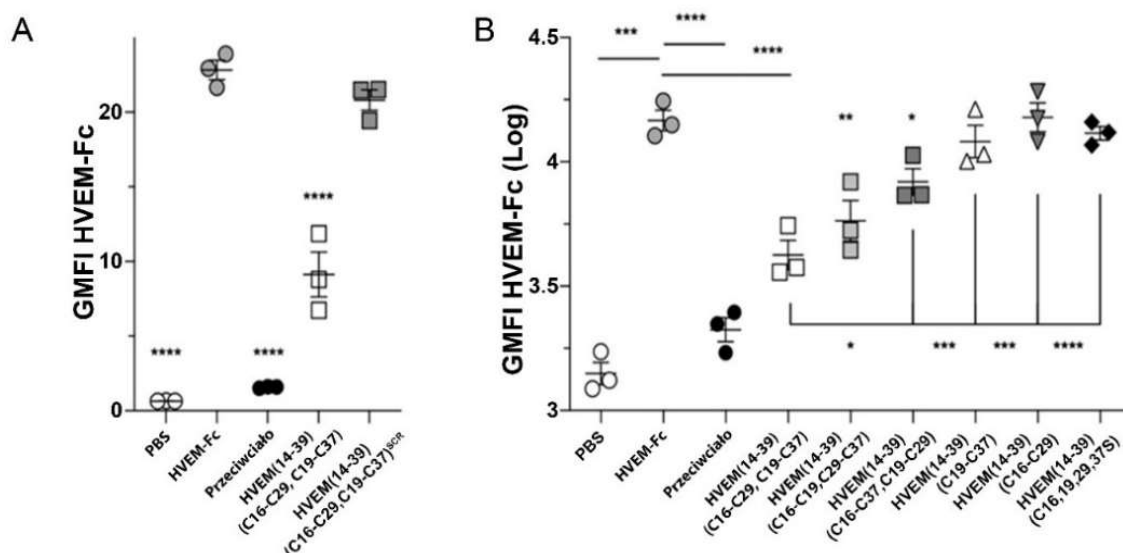 A
GMFI HVEM-Fc
20
10
0
****
****
****
PBS
HVEM-Fc
Przeciwciało
HVEM(14-39)
(C16-C29, C19-C37)
HVEM(14-39)
(C16-C29,C19-C37)SCR
B
GMFI HVEM-Fc (Log)
4.5
4
3.5
3
***
****
****
**
*
*
***
***
****
PBS
HVEM-Fc
Przeciwciało
HVEM(14-39)
(C16-C29, C19-C37)
HVEM(14-39)
(C16-C19,C29-C37)
HVEM(14-39)
(C16-C37,C19-C29)
HVEM(14-39)
(C19-C37)
HVEM(14-39)
(C16-C29)
HVEM(14-39)
(C16,19,29,37S)